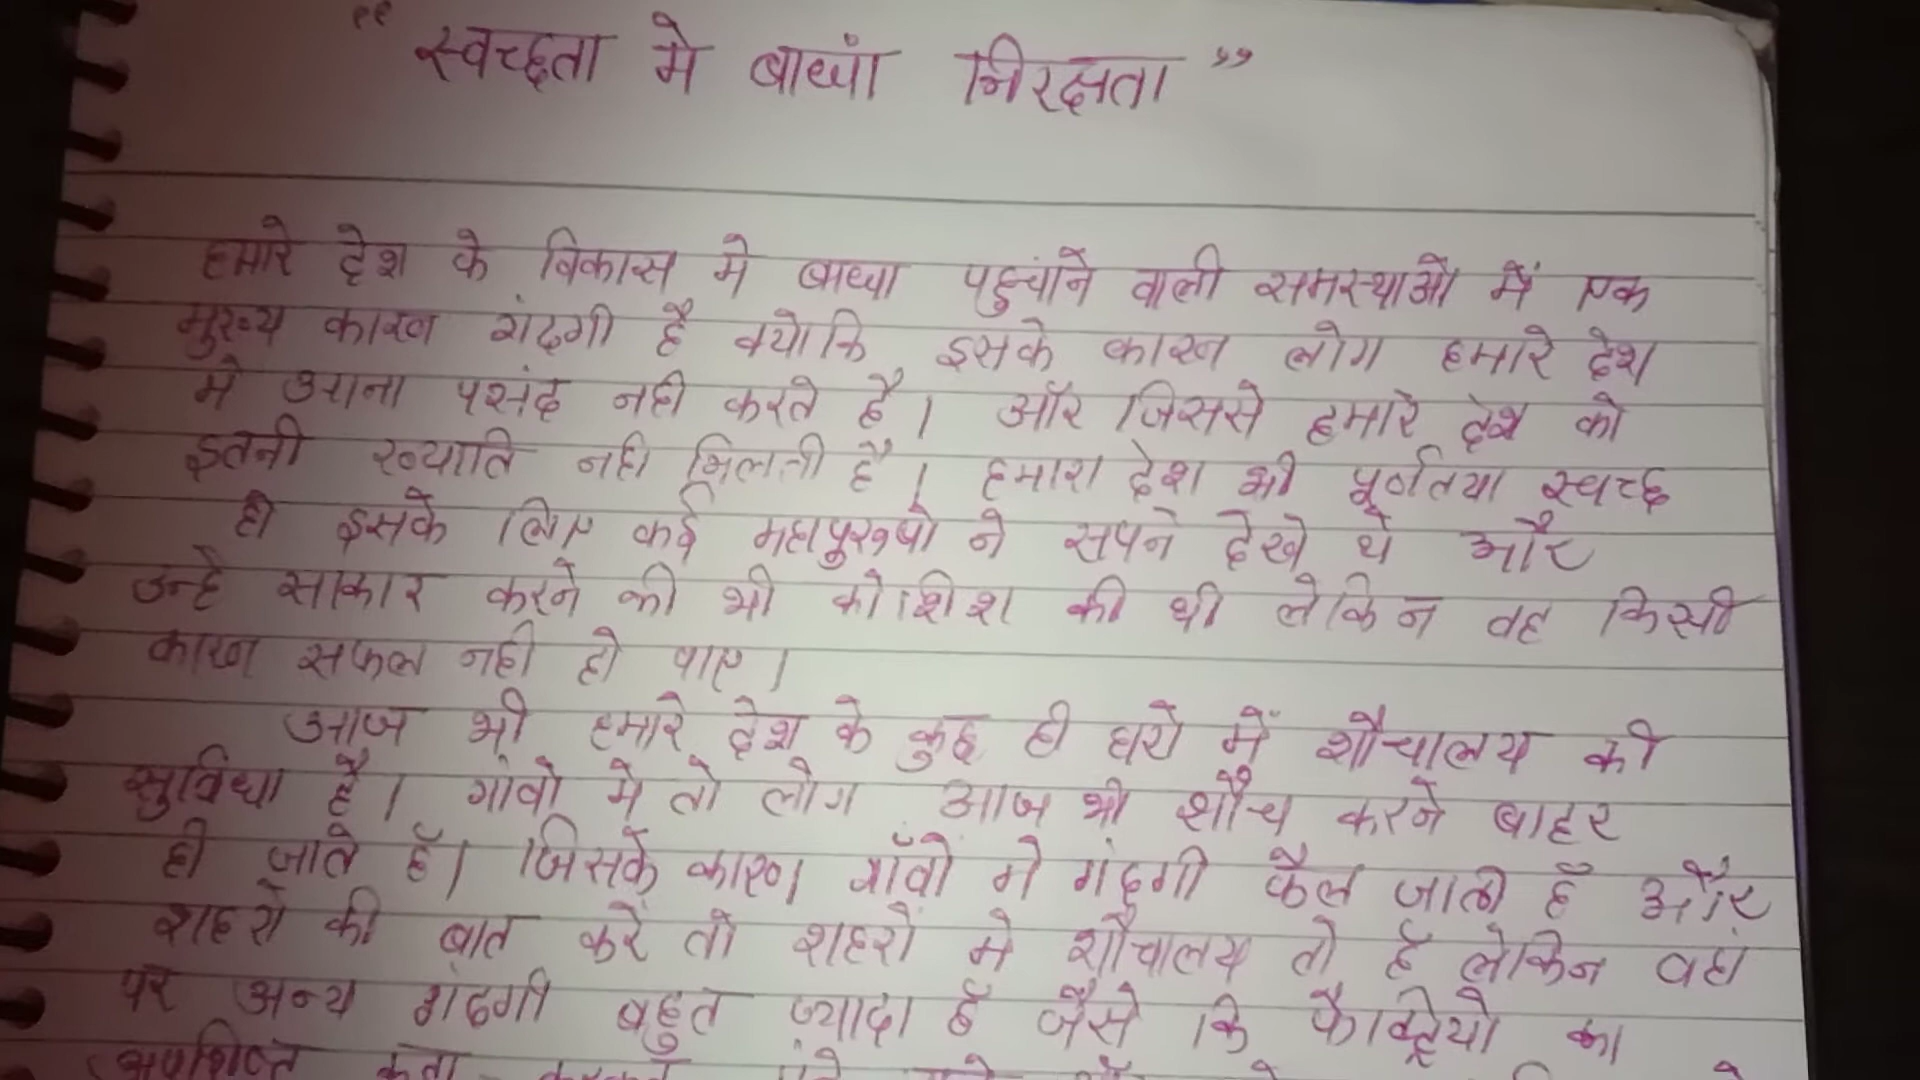 "स्वच्छता मे बाधां निरक्षता"
हमारे देश के विकास मे बाधा पहुचांने वाली समस्याओ में एक
मुख्य कारण गंदगी है क्योकि इसके कारण लोग हमारे देश
मे आना पसंद नही करते है। और जिससे हमारे देश को
इतनी ख्याति नही मिलती है। हमारा देश भी पूर्णतया स्वच्छ
हो इसके लिए कई महापुरूषो ने सपने देखे थे और
उन्हे साकार करने की भी कोशिश की थी लेकिन वह किसी
कारण सफल नही हो पाए।
आज भी हमारे देश के कुछ ही घरो में शौचालय की
सुविधा है। गांवो मे तो लोग आज भी शौच करने बाहर
ही जाते है। जिसके कारण गाँवो मे गंदगी फैल जाती है और
शहरो की बात करें तो शहरों मे शौचालय तो है लेकिन वहां
पर अन्य गंदगी बहुत ज्यादा है जैसे कि फैक्ट्रियो का
अपशिष्त